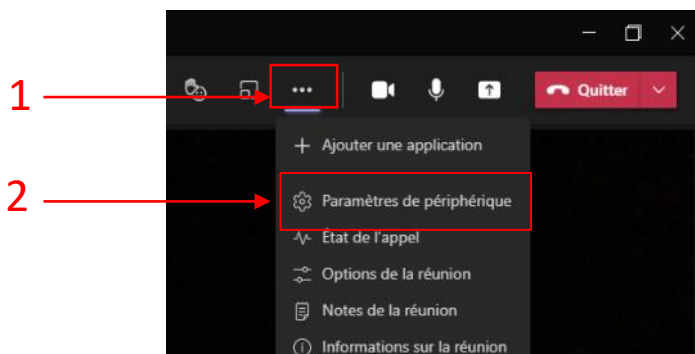 1
Quitter
Ajouter une application
2
Paramètres de périphérique
État de l'appel
Options de la réunion
Notes de la réunion
Informations sur la réunion